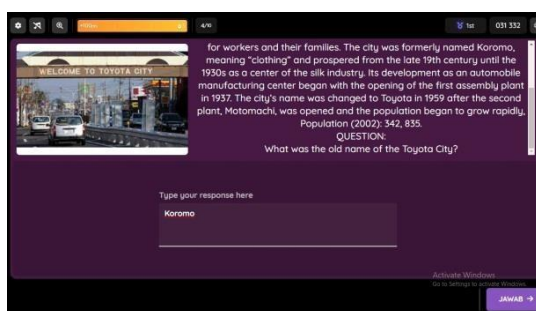 4/10
1st
031 332
WELCOME TO TOYOTA CITY
for workers and their families. The city was formerly named Koromo,
meaning "clothing" and prospered from the late 19th century until the
1930s as a center of the silk industry. Its development as an automobile
manufacturing center began with the opening of the first assembly plant
in 1937. The city's name was changed to Toyota in 1959 after the second
plant, Motomachi, was opened and the population began to grow rapidly,
Population (2002): 342, 835.
QUESTION:
What was the old name of the Toyota City?
Type your response here
Koromo
Activate Windows
Go to Settings to activate Windows.
JAWAB →